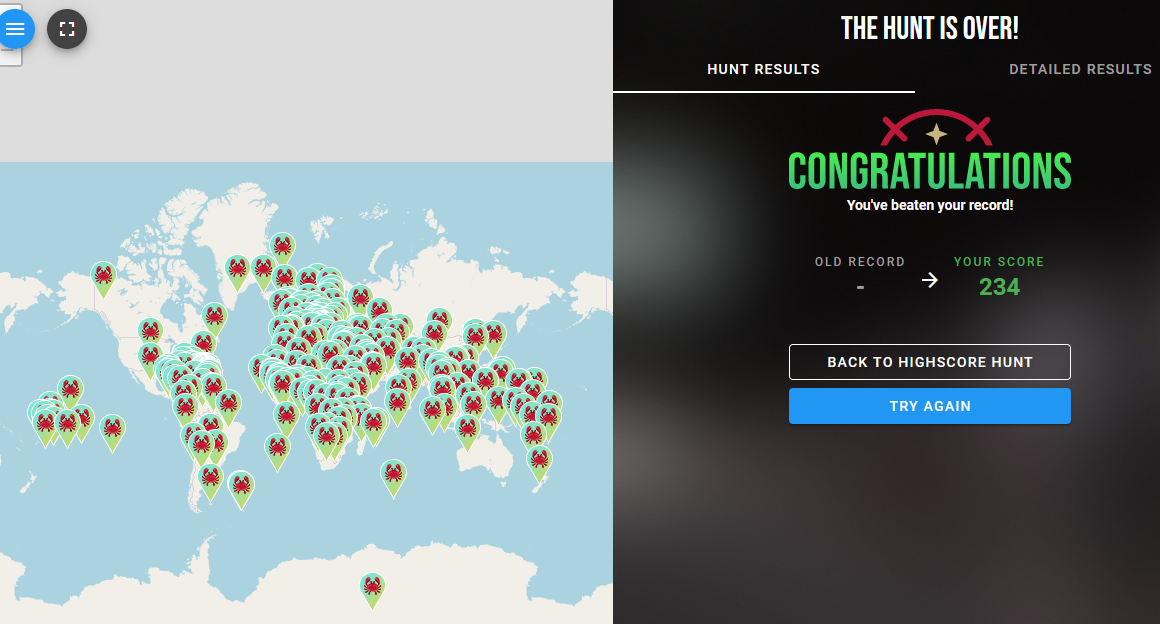 THE HUNT IS OVER!
HUNT RESULTS
DETAILED RESULTS
CONGRATULATIONS
You've beaten your record!
OLD RECORD
-
YOUR SCORE
234
BACK TO HIGHSCORE HUNT
TRY AGAIN